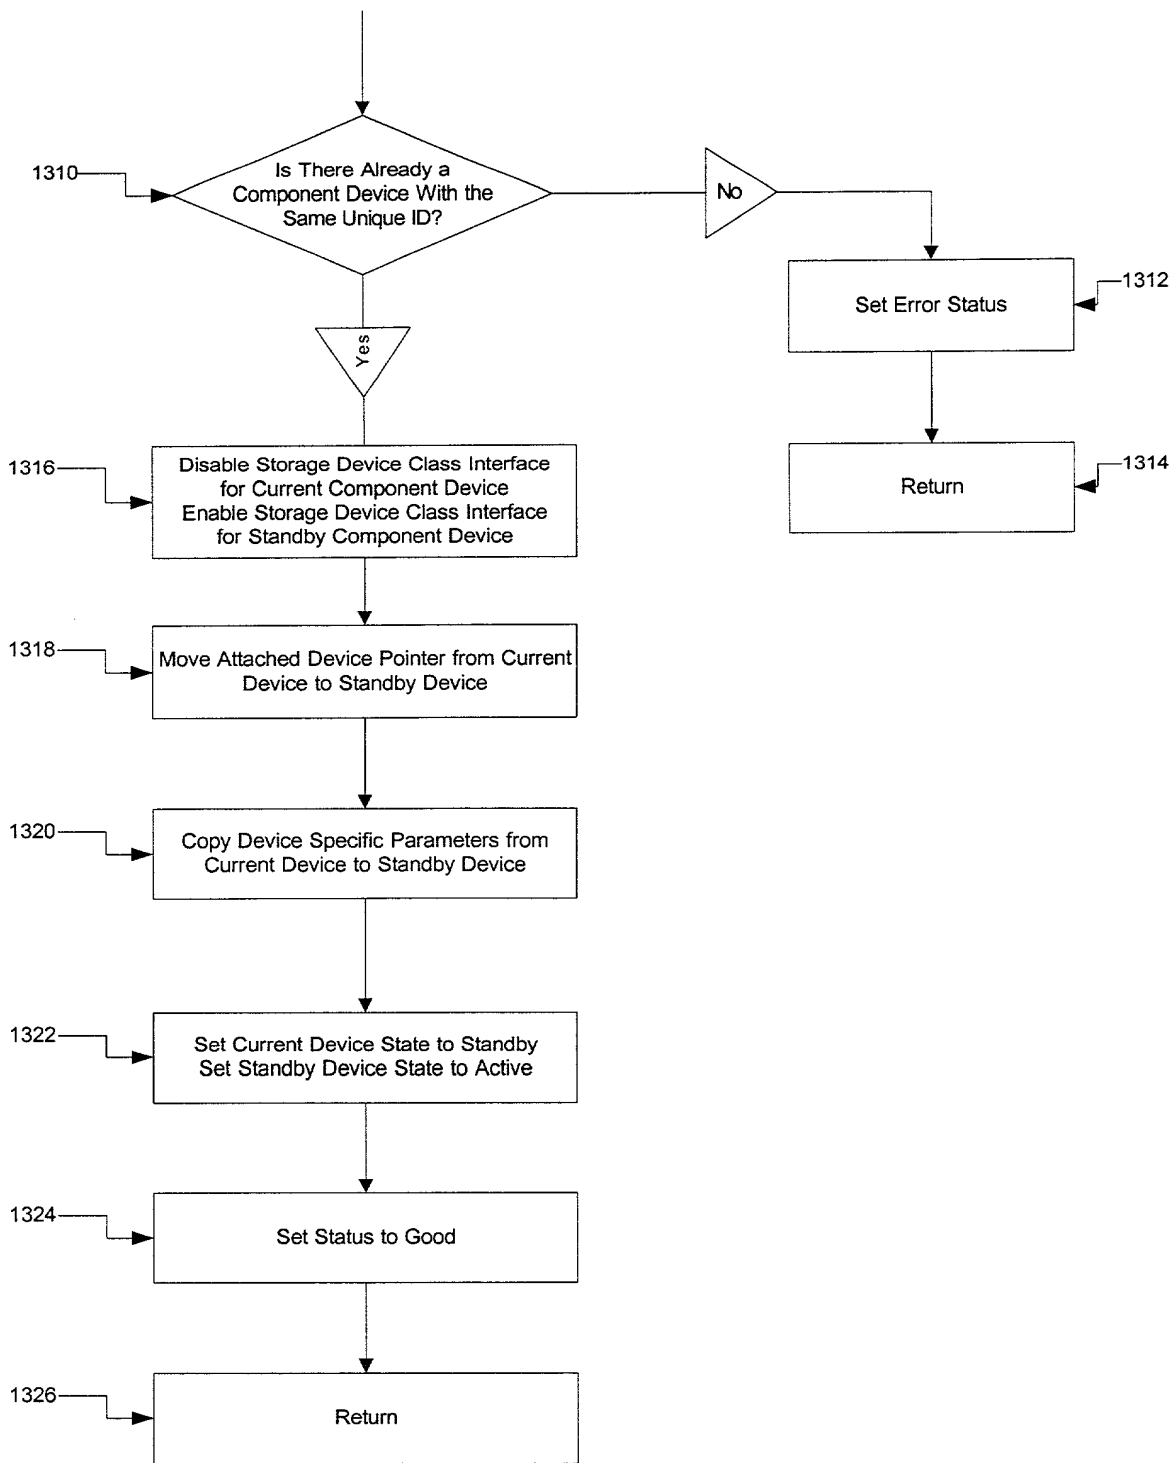 1310
Is There Already a
Component Device With the
Same Unique ID?
No
1312
Set Error Status
Yes
1314
Return
1316
Disable Storage Device Class Interface
for Current Component Device
Enable Storage Device Class Interface
for Standby Component Device
1318
Move Attached Device Pointer from Current
Device to Standby Device
1320
Copy Device Specific Parameters from
Current Device to Standby Device
1322
Set Current Device State to Standby
Set Standby Device State to Active
1324
Set Status to Good
1326
Return